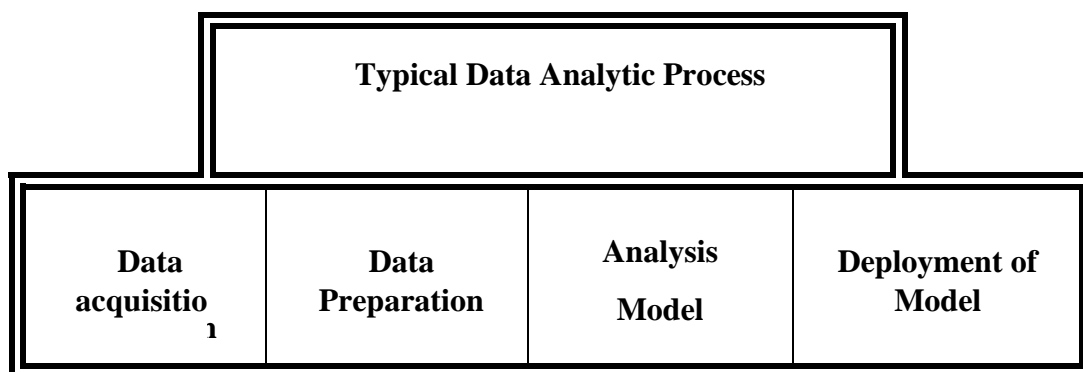 Typical Data Analytic Process
Data
acquisitio
Data
Preparation
Analysis
Model
Deployment of
Model